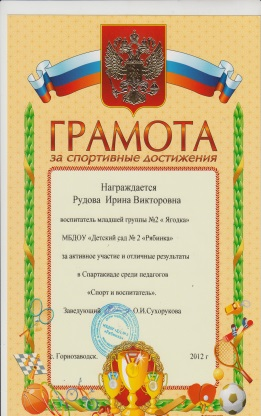 ГРАМОТА
за спортивные достижения
Награждается
Рудова Ирина Викторовна
воспитатель младшей группы №2 « Ягодка»
МБДОУ «Детский сад № 2 «Рябинка»
за активное участие и отличные результаты
в Спартакиаде среди педагогов
«Спорт и воспитатель».
Заведующий О.И.Сухорукова
г. Горнозаводск. 2012 г